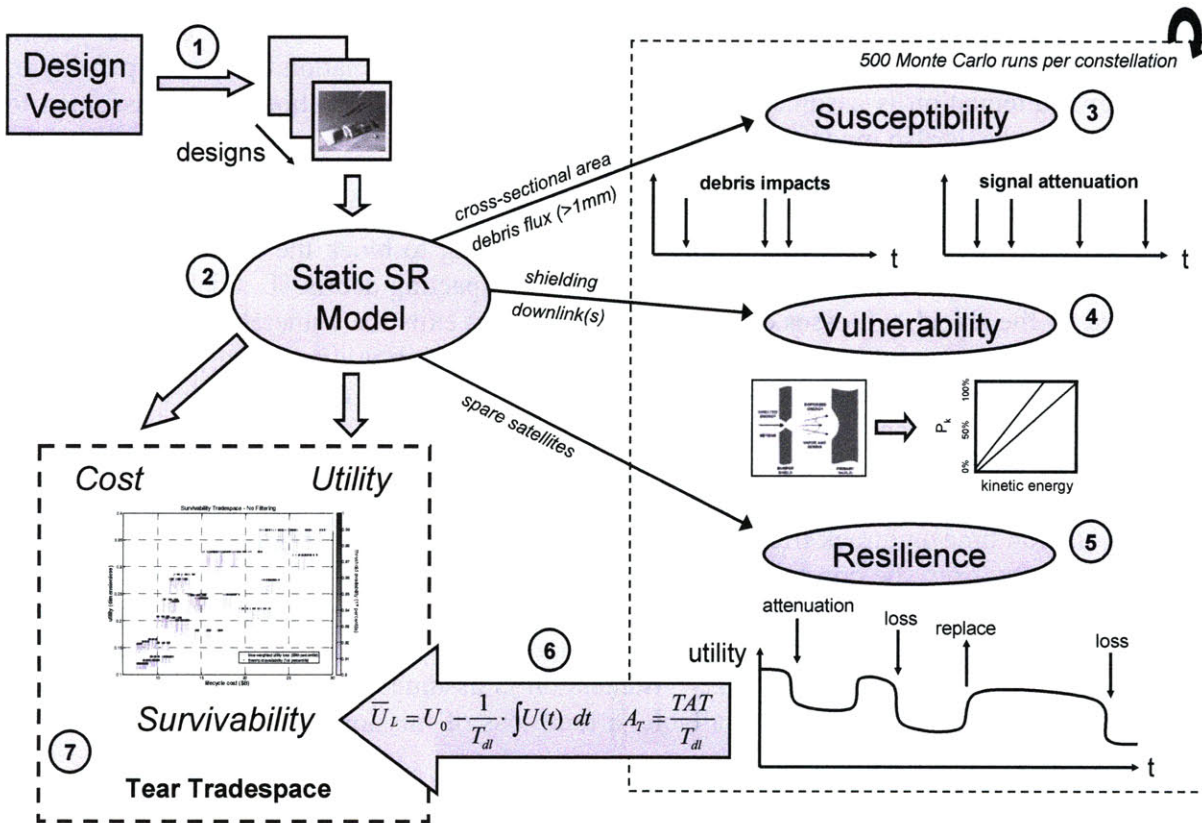 1
Design
Vector
designs
500 Monte Carlo runs per constellation
Susceptibility
3
cross-sectional area
debris flux (>1mm)
debris impacts
t
signal attenuation
t
2
Static SR
Model
shielding
downlink(s)
Vulnerability
4
P_k
100%
50%
0%
kinetic energy
spare satellites
Resilience
5
attenuation
loss
replace
loss
utility
t
6
\overline{U}_L = U_0 - \frac{1}{T_{dl}} \cdot \int U(t) \, dt
A_T = \frac{TAT}{T_{dl}}
Cost
Utility
Survivability Tradespace - No Filtering
Survivability
7
Tear Tradespace